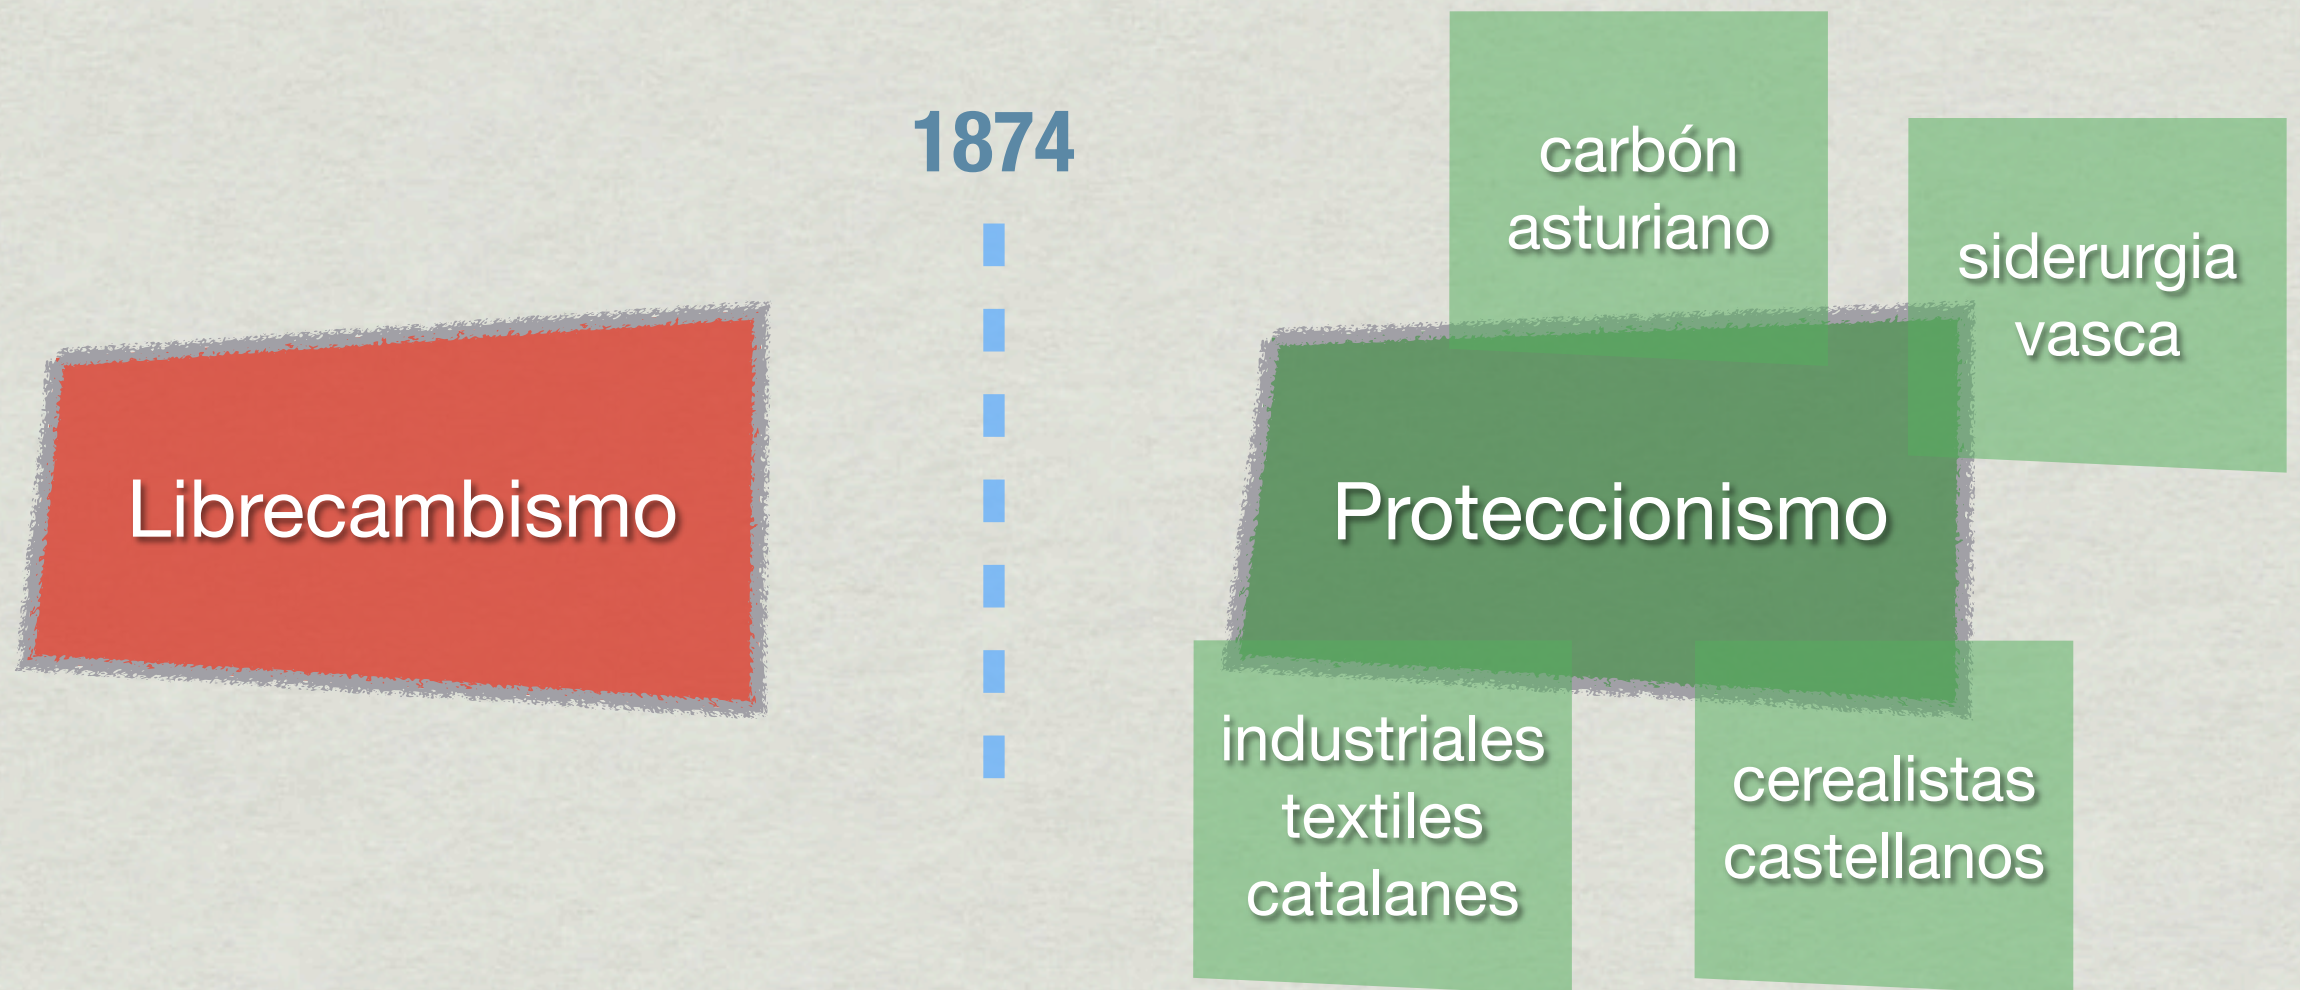 1874
Librecambismo
Proteccionismo
carbón
asturiano
siderurgia
vasca
industriales
textiles
catalanes
cerealistas
castellanos